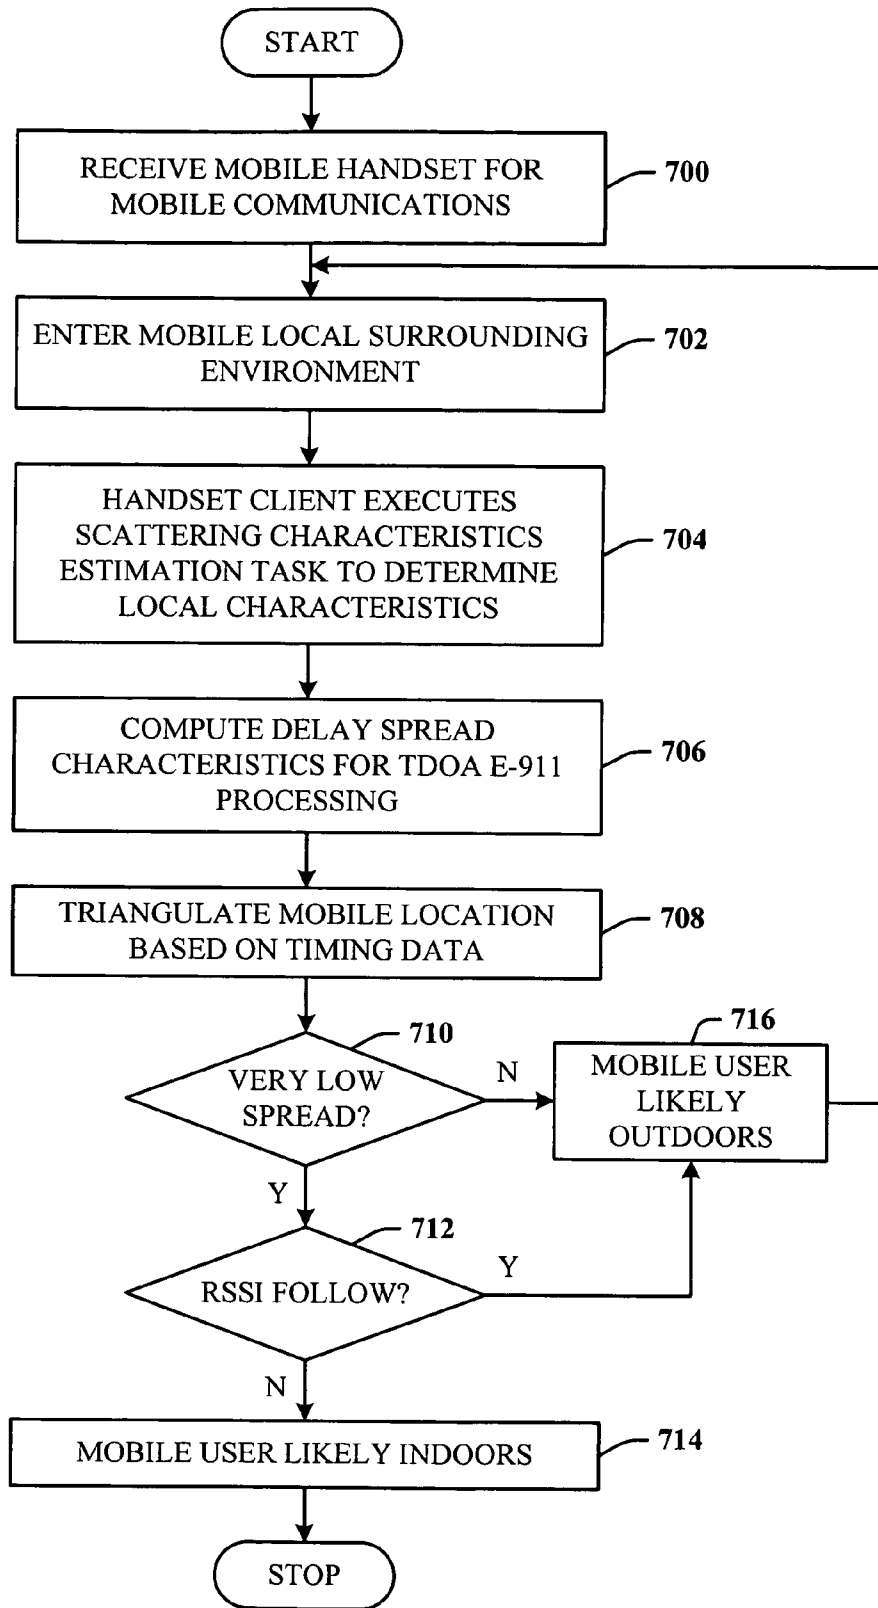 START
RECEIVE MOBILE HANDSET FOR
MOBILE COMMUNICATIONS
700
ENTER MOBILE LOCAL SURROUNDING
ENVIRONMENT
702
HANDSET CLIENT EXECUTES
SCATTERING CHARACTERISTICS
ESTIMATION TASK TO DETERMINE
LOCAL CHARACTERISTICS
704
COMPUTE DELAY SPREAD
CHARACTERISTICS FOR TDOA E-911
PROCESSING
706
TRIANGULATE MOBILE LOCATION
BASED ON TIMING DATA
708
710
VERY LOW
SPREAD?
N
716
MOBILE USER
LIKELY
OUTDOORS
Y
712
RSSI FOLLOW?
Y
N
MOBILE USER LIKELY INDOORS
714
STOP